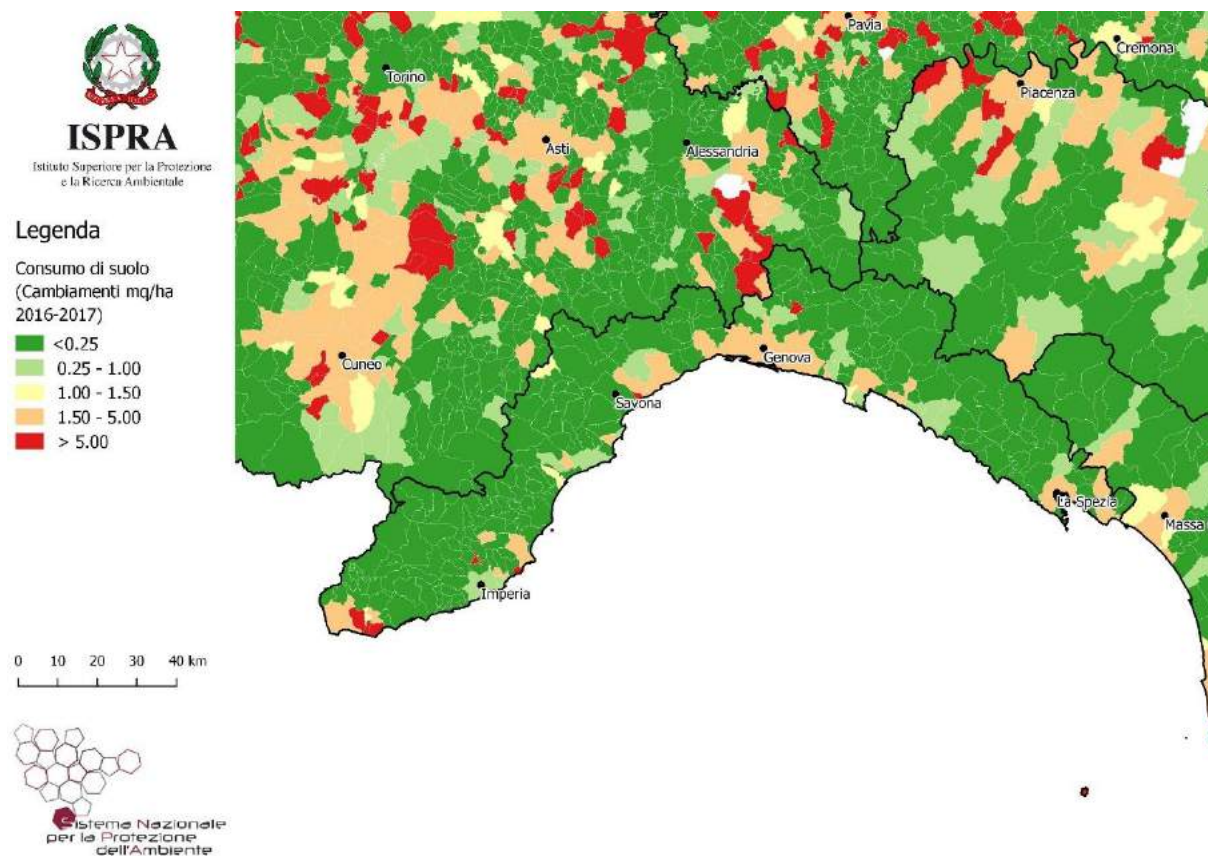 ISPRA
Istituto Superiore per la Protezione
e la Ricerca Ambientale
Legenda
Consumo di suolo
(Cambiamenti mq/ha
2016-2017)
<0.25
0.25 - 1.00
1.00 - 1.50
1.50 - 5.00
> 5.00
0 10 20 30 40 km
Sistema Nazionale
per la Protezione
dell'Ambiente
Pavia
Cremona
Torino
Piacenza
Asti
Alessandria
Cuneo
Genova
Savona
La Spezia
Massa
Imperia